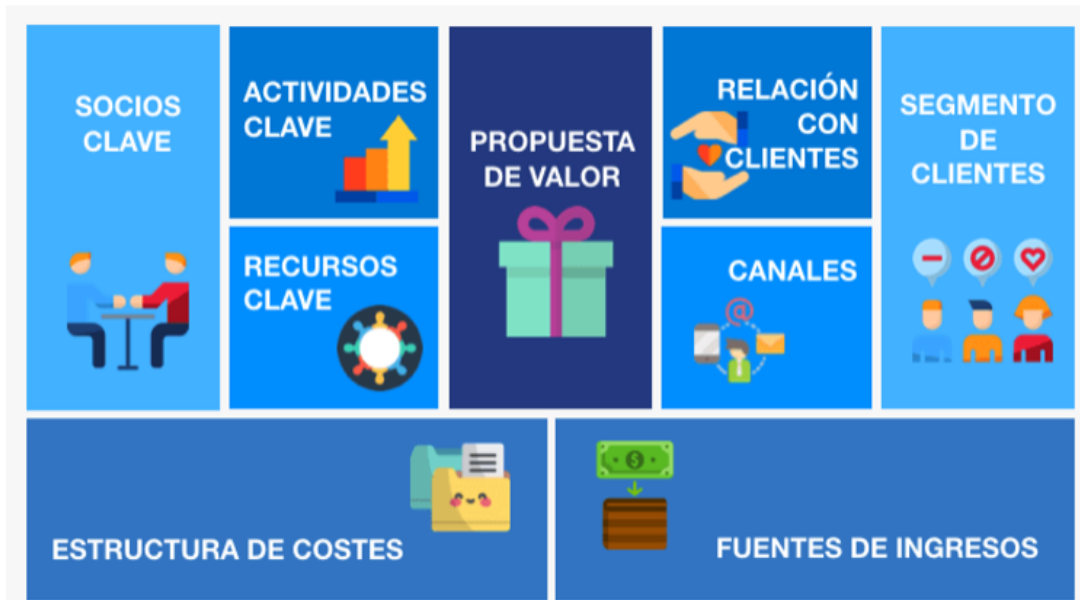 SOCIOS
CLAVE
ACTIVIDADES
CLAVE
RECURSOS
CLAVE
PROPUESTA
DE VALOR
RELACIÓN
CON
CLIENTES
CANALES
@
SEGMENTO
DE
CLIENTES
ESTRUCTURA DE COSTES
$
FUENTES DE INGRESOS